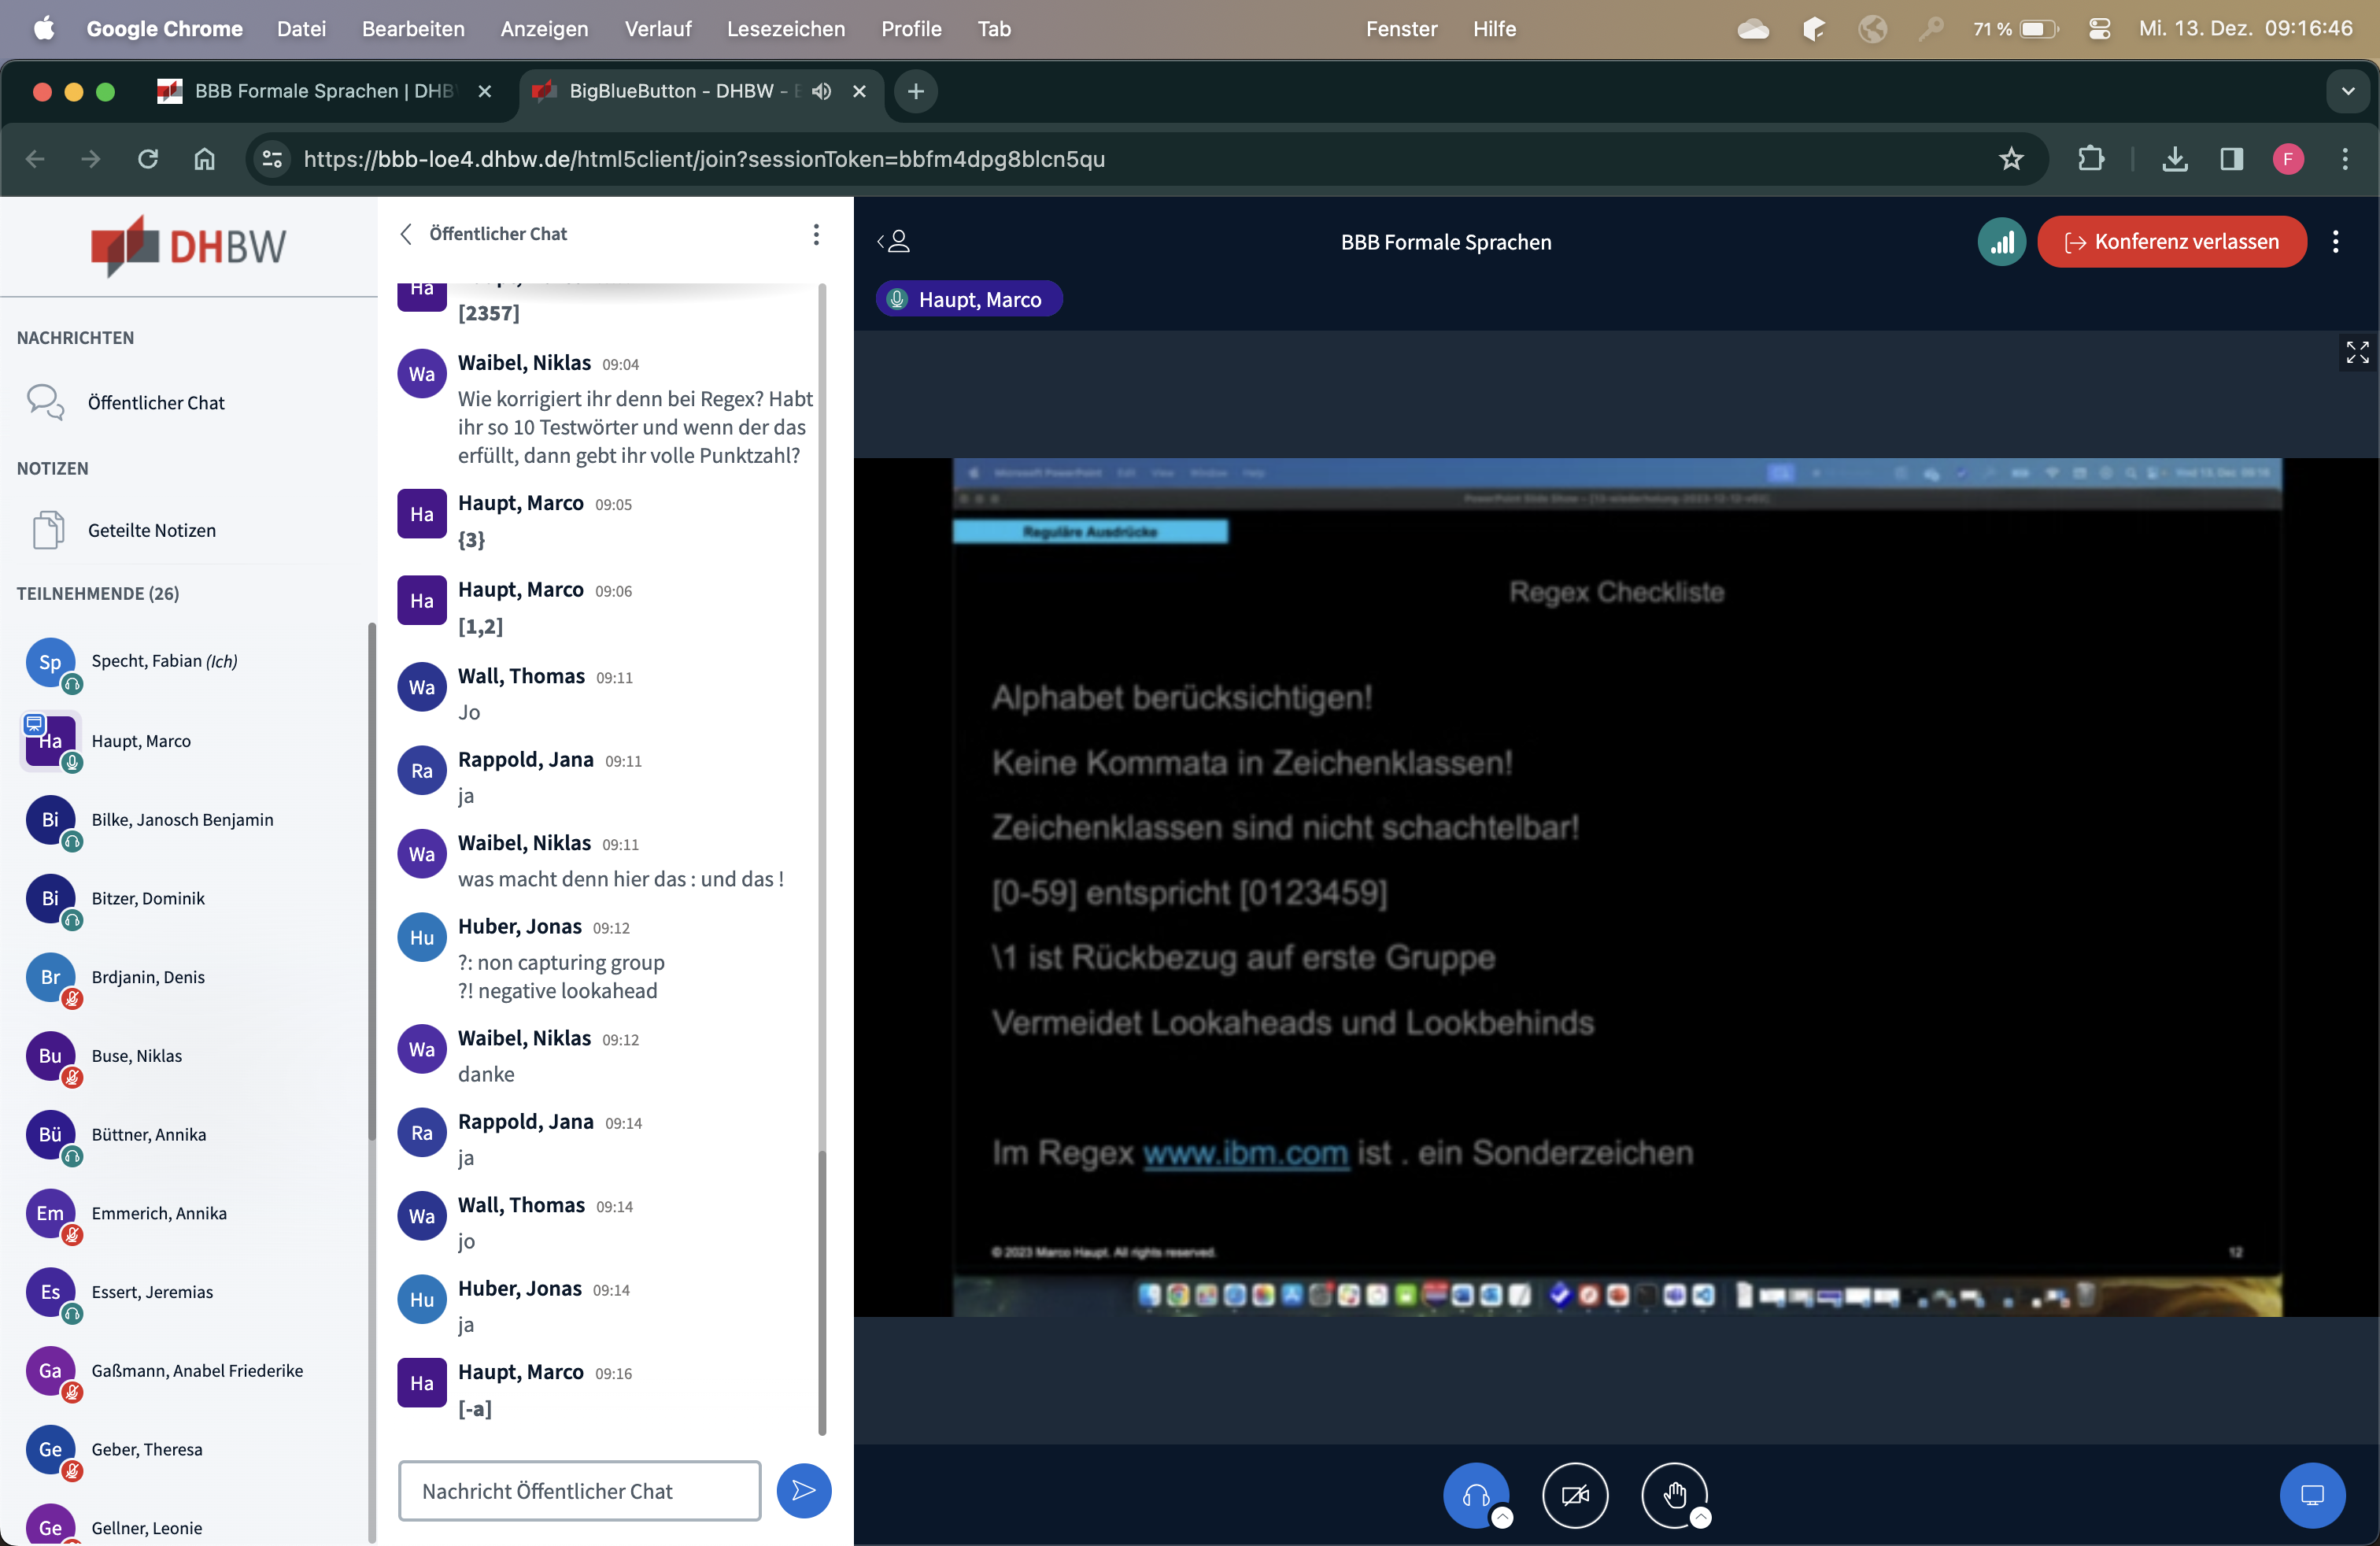 Google Chrome Datei Bearbeiten Anzeigen Verlauf Lesezeichen Profile Tab Fenster Hilfe 71 % Mi. 13. Dez. 09:16:46
BBB Formale Sprachen | DHB
BigBlueButton - DHBW -
https://bbb-loe4.dhbw.de/html5client/join?sessionToken=bbfm4dpg8blcn5qu
F
DHBW
NACHRICHTEN
Öffentlicher Chat
NOTIZEN
Geteilte Notizen
TEILNEHMENDE (26)
Sp Specht, Fabian (Ich)
Ha Haupt, Marco
Bi Bilke, Janosch Benjamin
Bi Bitzer, Dominik
Br Brdjanin, Denis
Bu Buse, Niklas
Bü Büttner, Annika
Em Emmerich, Annika
Es Essert, Jeremias
Ga Gaßmann, Anabel Friederike
Ge Geber, Theresa
Ge Gellner, Leonie
Öffentlicher Chat
Ha
[2357]
Wa Waibel, Niklas 09:04
Wie korrigiert ihr denn bei Regex? Habt
ihr so 10 Testwörter und wenn der das
erfüllt, dann gebt ihr volle Punktzahl?
Ha Haupt, Marco 09:05
{3}
Ha Haupt, Marco 09:06
[1,2]
Wa Wall, Thomas 09:11
Jo
Ra Rappold, Jana 09:11
ja
Wa Waibel, Niklas 09:11
was macht denn hier das : und das !
Hu Huber, Jonas 09:12
?: non capturing group
?! negative lookahead
Wa Waibel, Niklas 09:12
danke
Ra Rappold, Jana 09:14
ja
Wa Wall, Thomas 09:14
jo
Hu Huber, Jonas 09:14
ja
Ha Haupt, Marco 09:16
[-a]
Nachricht Öffentlicher Chat
BBB Formale Sprachen
Konferenz verlassen
Haupt, Marco
Microsoft PowerPoint Edit View Window Help
Reguläre Ausdrücke
Regex Checkliste
Alphabet berücksichtigen!
Keine Kommata in Zeichenklassen!
Zeichenklassen sind nicht schachtelbar!
[0-59] entspricht [0123459]
\1 ist Rückbezug auf erste Gruppe
Vermeidet Lookaheads und Lookbehinds
Im Regex www.ibm.com ist . ein Sonderzeichen
© 2023 Marco Haupt. All rights reserved.
12